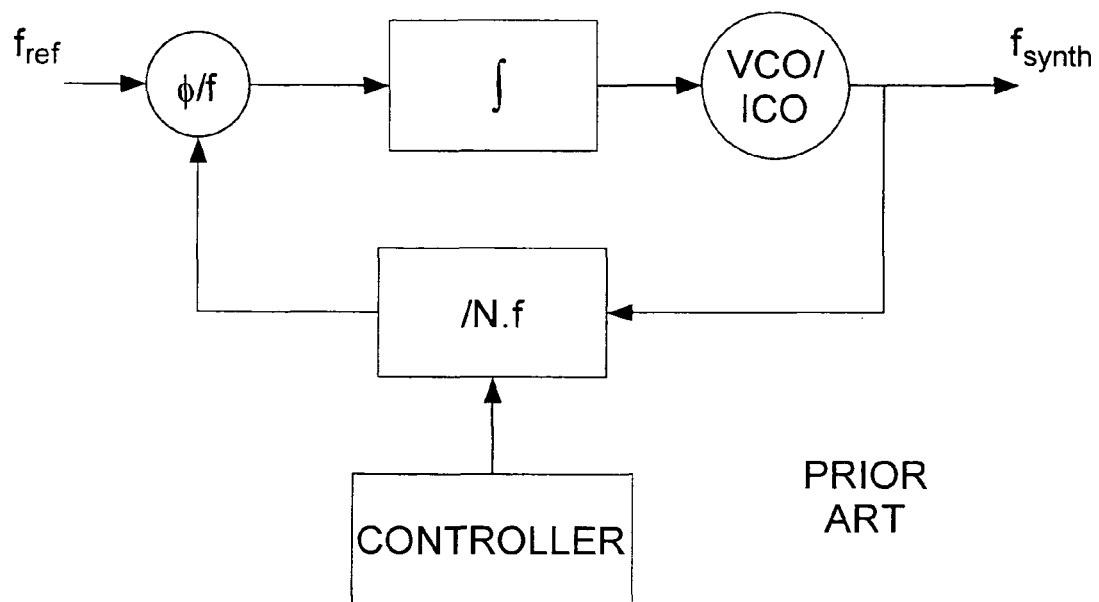 f_ref
ϕ/f
∫
VCO/
ICO
f_synth
/N.f
CONTROLLER
PRIOR
ART